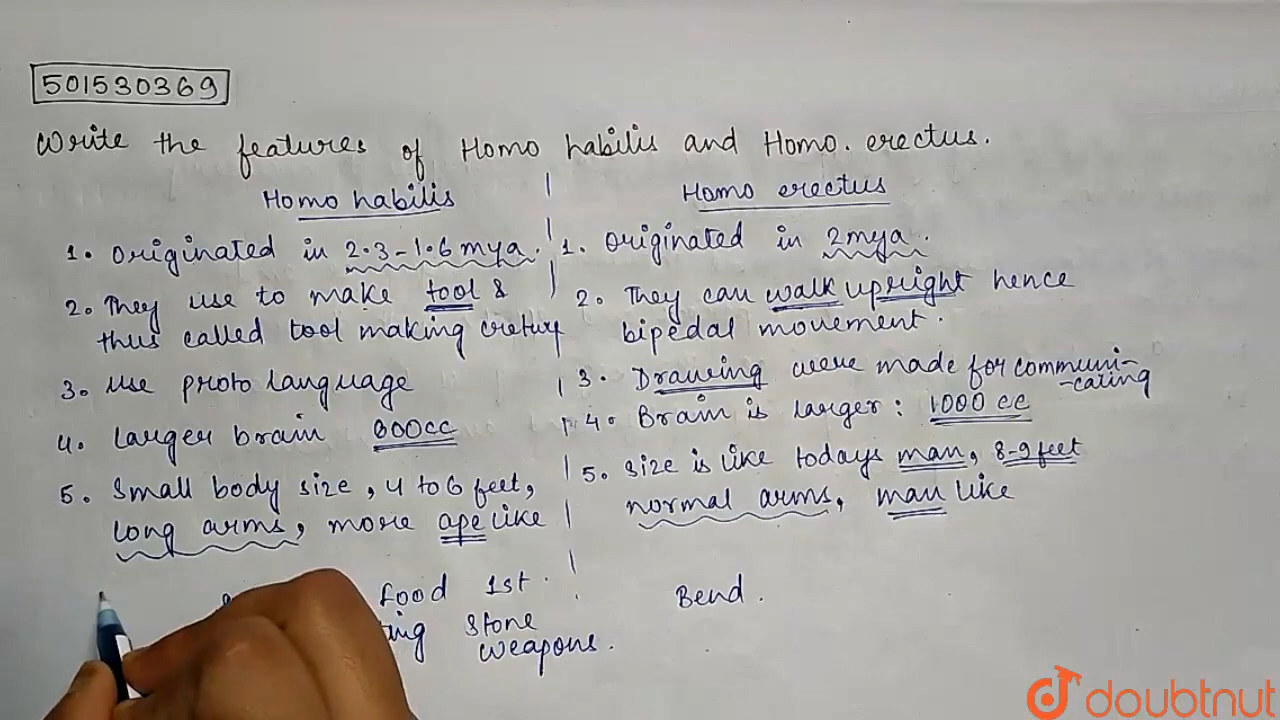 501530369
Write the features of Homo habilis and Homo. erectus.
Homo habilis
1. Originated in 2.3-1.6 mya.
2. They use to make tool &
thus called tool making cretur
3. Use proto language
4. Larger brain 800cc
5. Small body size, 4 to 6 feet,
long arms, more ape like
food 1st.
stone
weapons.
Homo erectus
1. Originated in 2mya.
2. They can walk upright hence
bipedal movement.
3. Drawing were made for communi-
-cating
4. Brain is larger: 1000 cc
5. Size is like todays man, 8-9 feet
normal arms, man like
Bend.
doubtnut